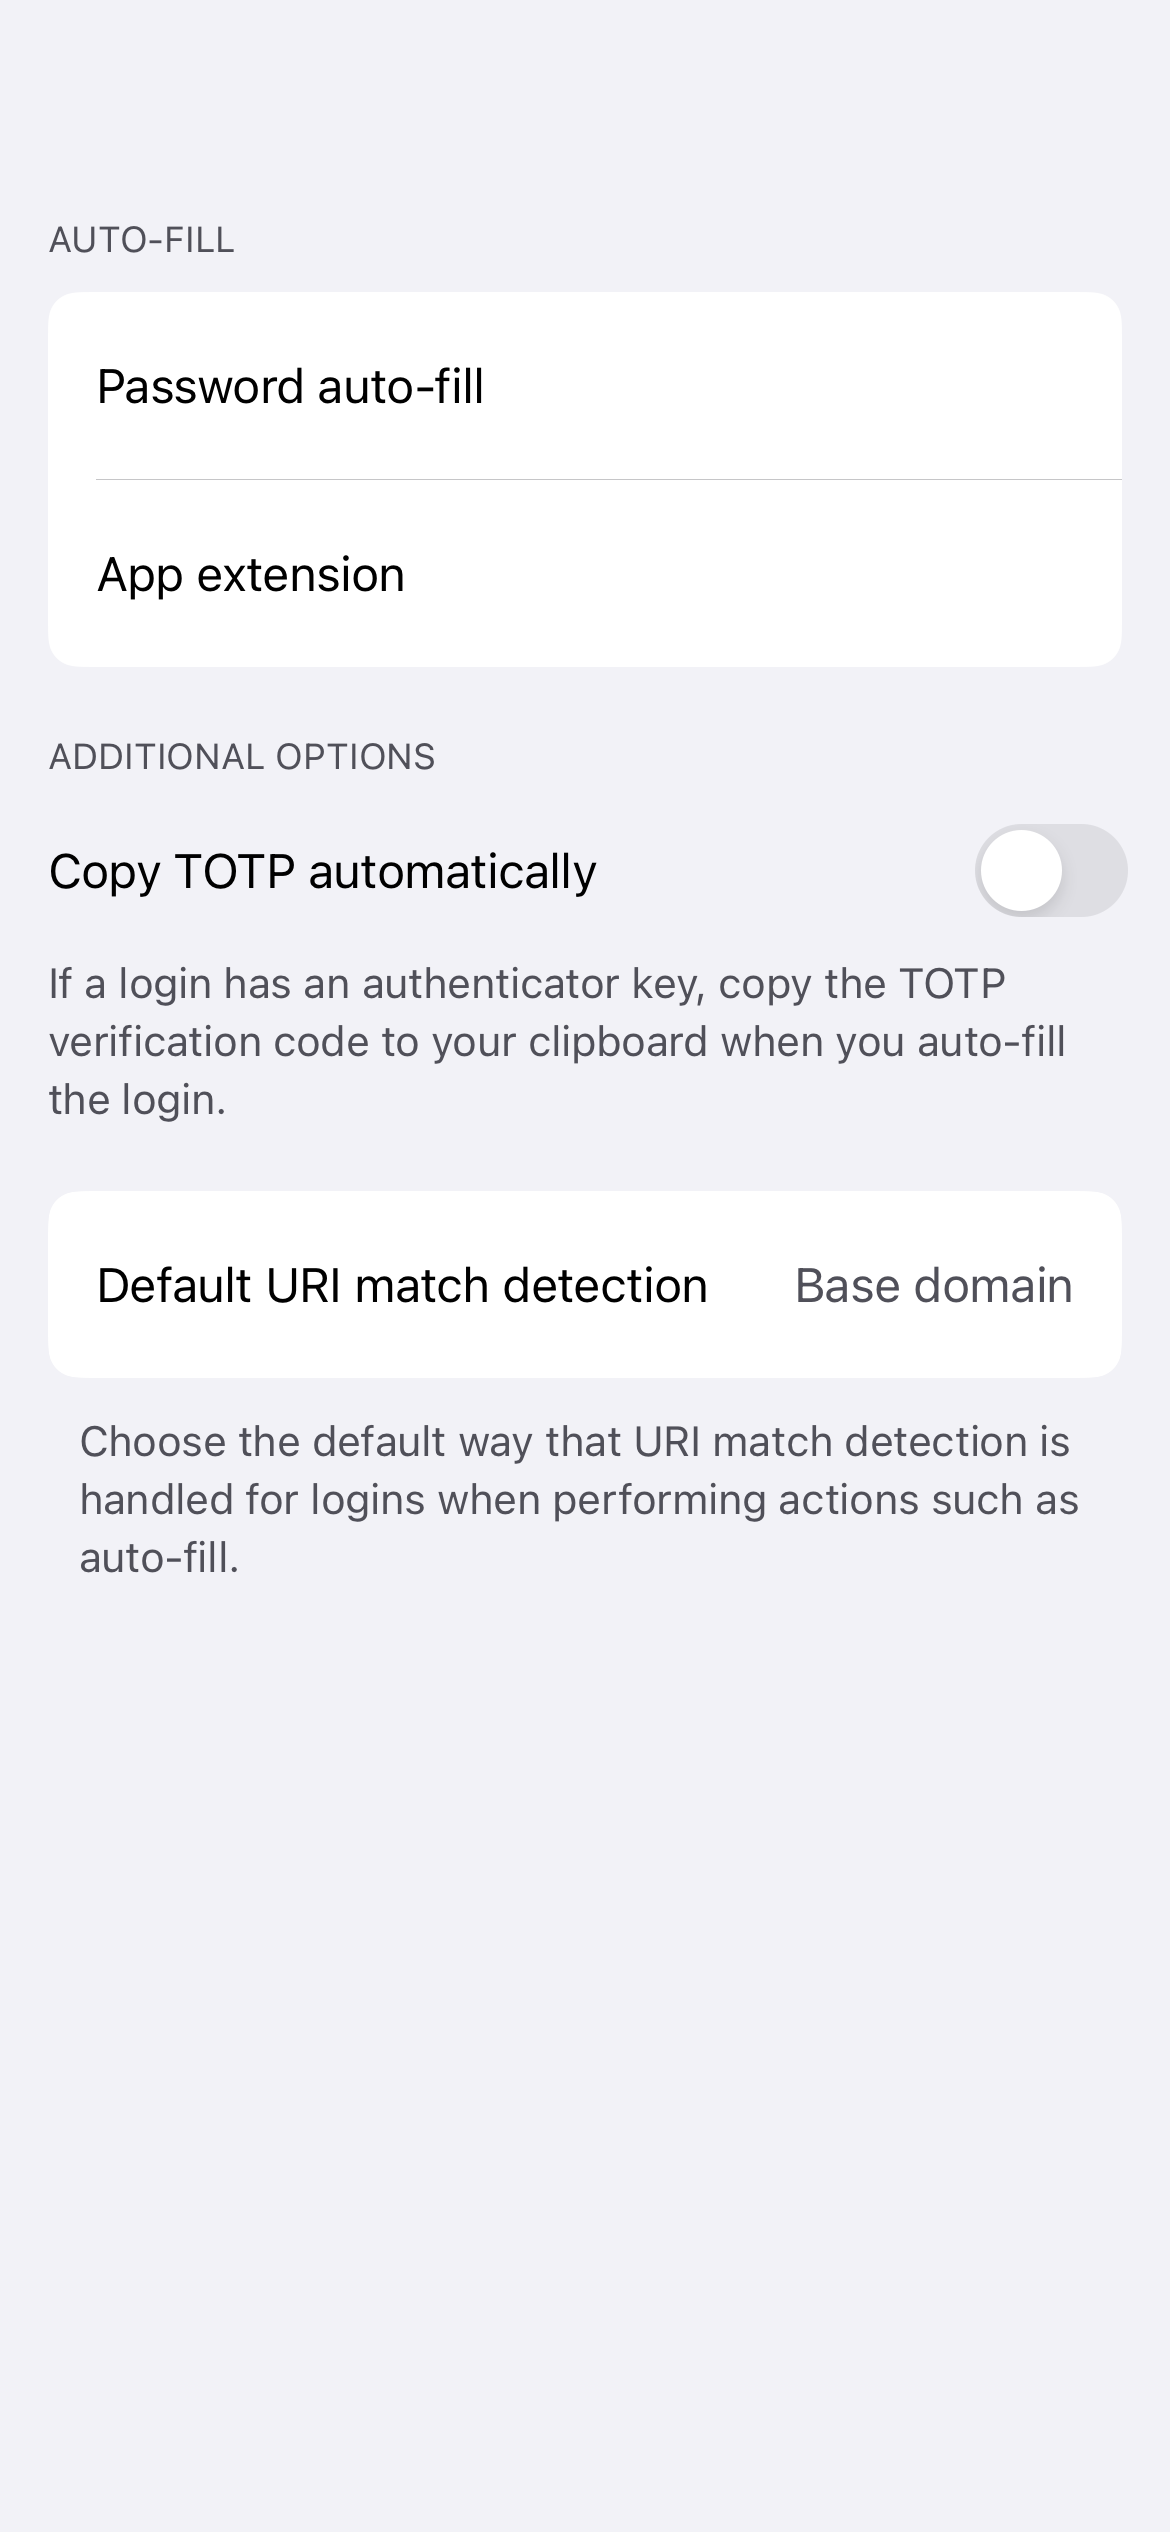 AUTO-FILL
Password auto-fill
App extension
ADDITIONAL OPTIONS
Copy TOTP automatically
If a login has an authenticator key, copy the TOTP
verification code to your clipboard when you auto-fill
the login.
Default URI match detection Base domain
Choose the default way that URI match detection is
handled for logins when performing actions such as
auto-fill.